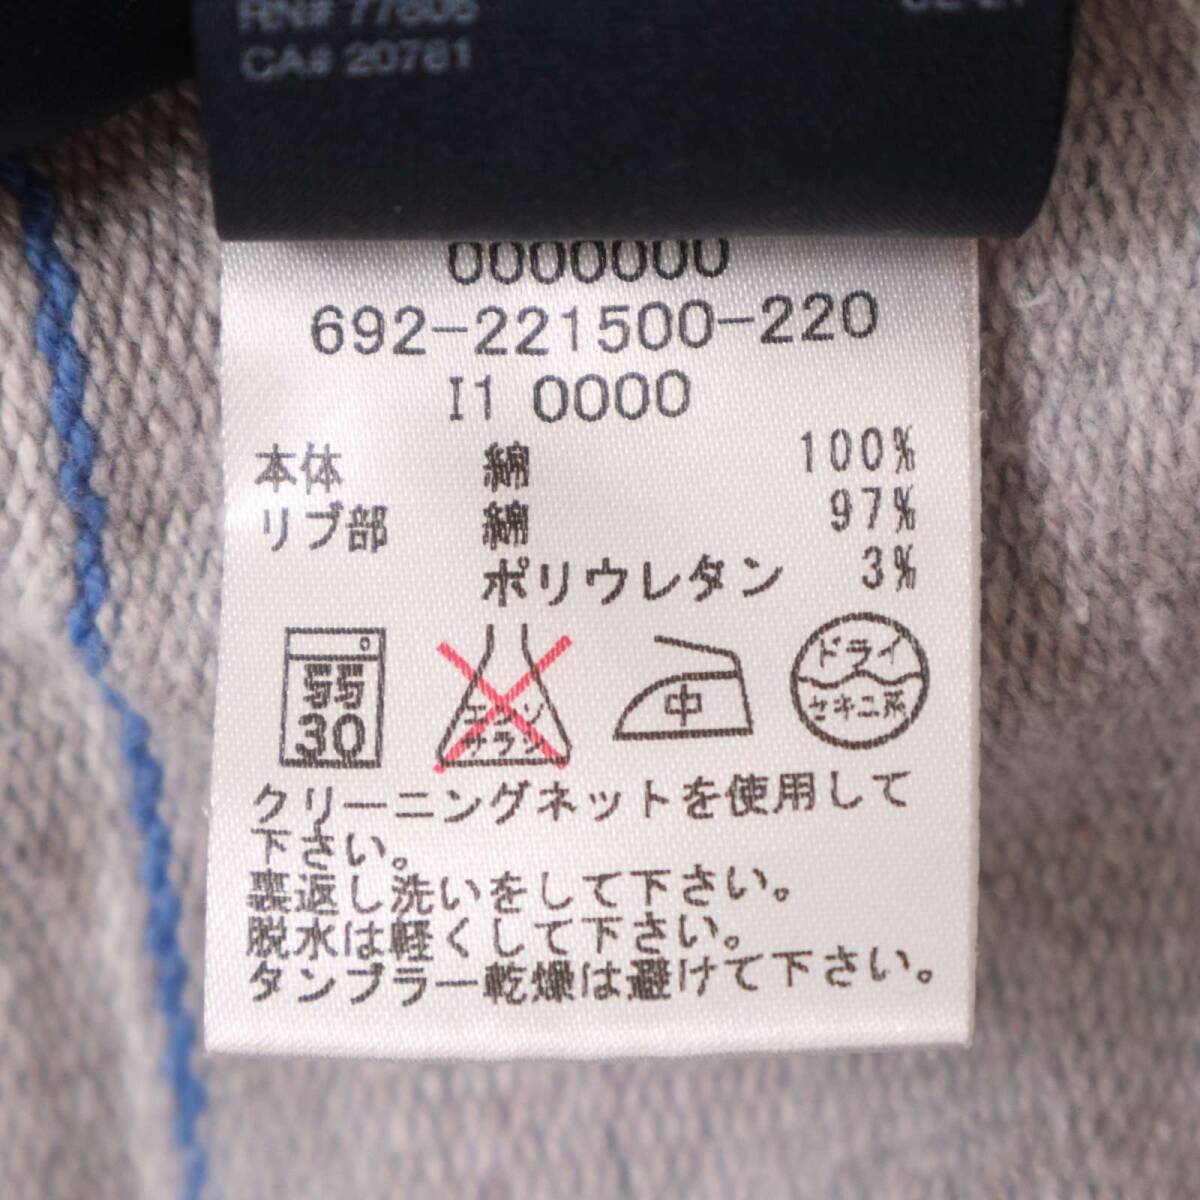 CA# 20781
0000000
692-221500-220
I1 0000
本体 綿 100%
リブ部 綿 97%
ポリウレタン 3%
弱
30
エンソ
サラシ
中
ドライ
セキユ系
クリーニングネットを使用して
下さい。
裏返し洗いをして下さい。
脱水は軽くして下さい。
タンブラー乾燥は避けて下さい。